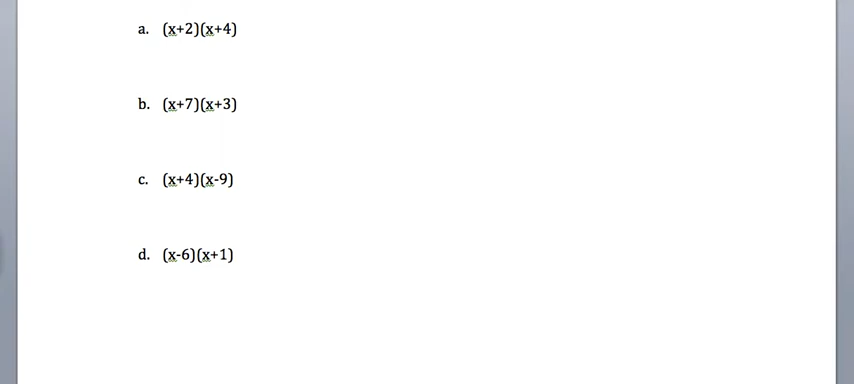 a. (x+2)(x+4)
b. (x+7)(x+3)
c. (x+4)(x-9)
d. (x-6)(x+1)